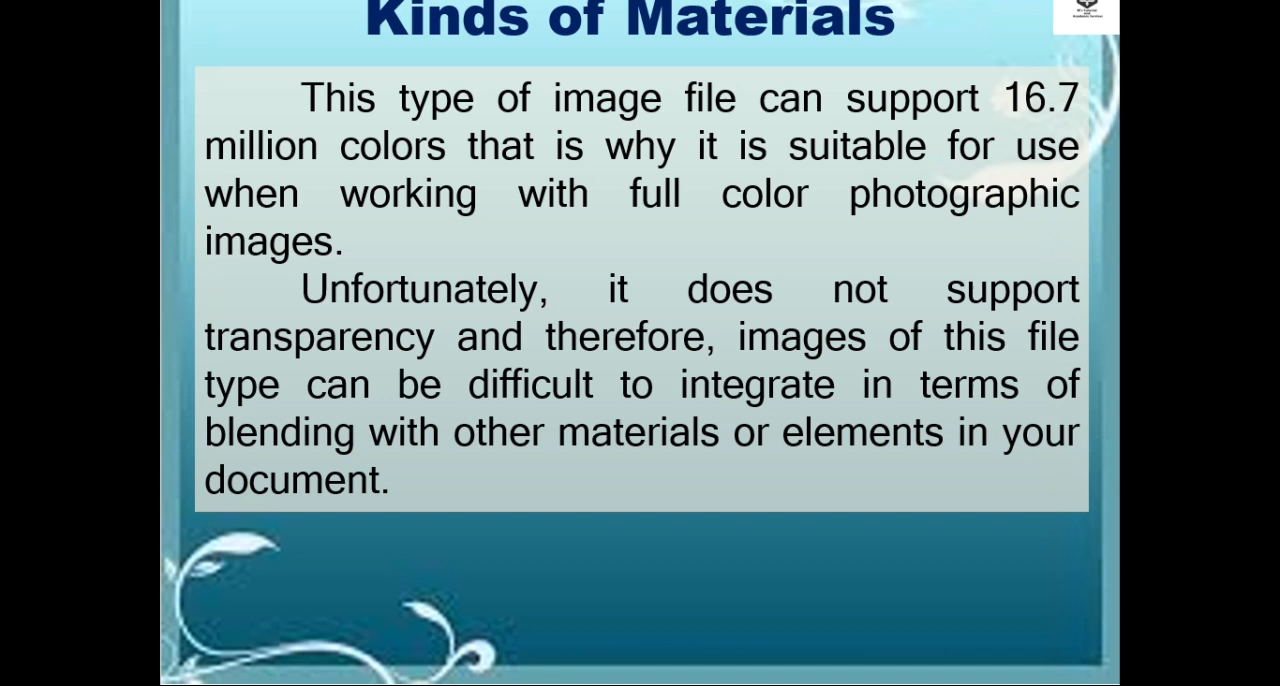 Kinds of Materials
This type of image file can support 16.7
million colors that is why it is suitable for use
when working with full color photographic
images.
Unfortunately, it does not support
transparency and therefore, images of this file
type can be difficult to integrate in terms of
blending with other materials or elements in your
document.